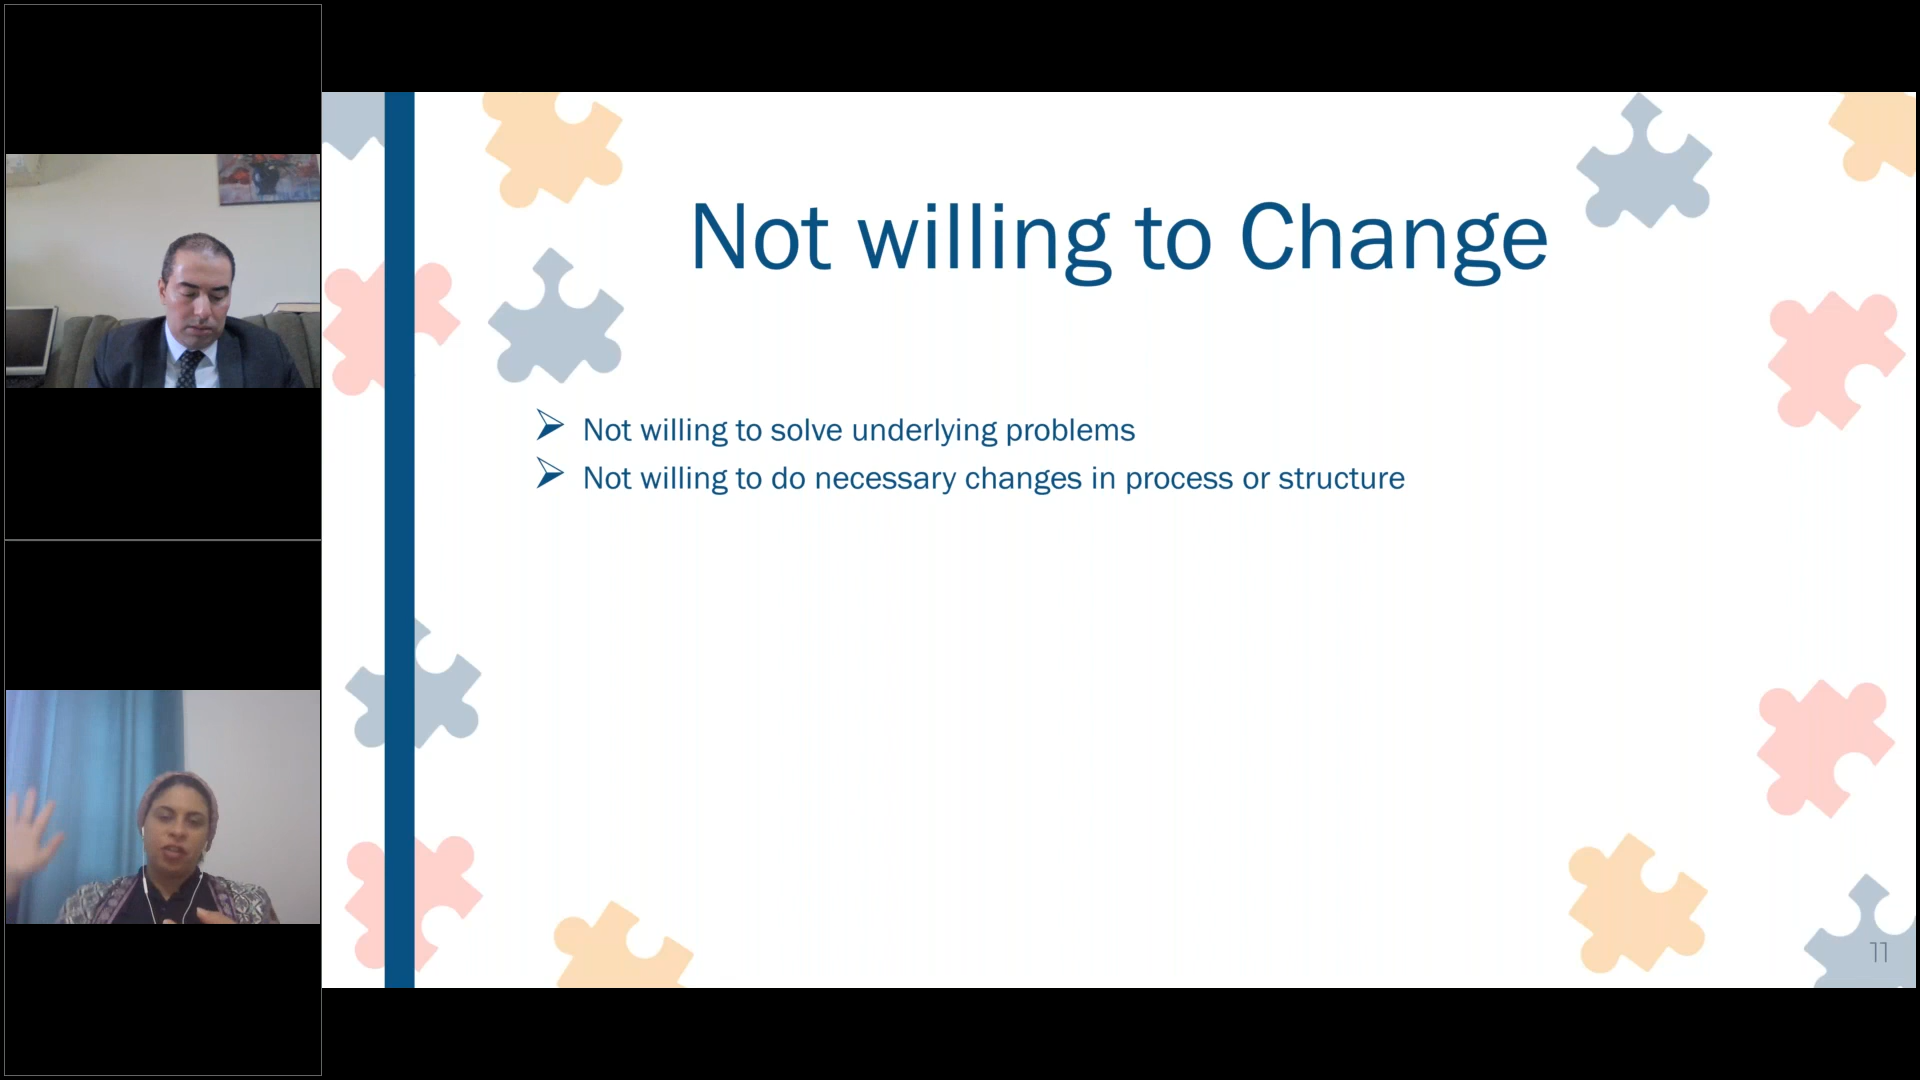 Not willing to Change
Not willing to solve underlying problems
Not willing to do necessary changes in process or structure
11